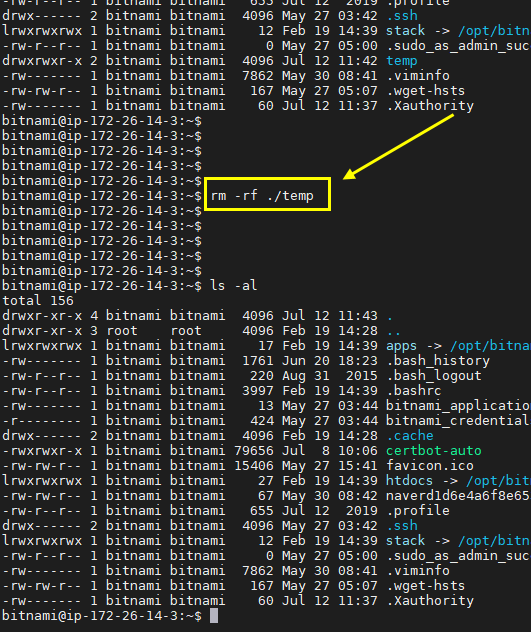 -rw-r--r-- 1 bitnami bitnami   655 Jul 12  2019 .profile
drwx------ 2 bitnami bitnami  4096 May 27 03:42 .ssh
lrwxrwxrwx 1 bitnami bitnami    12 Feb 19 14:39 stack -> /opt/bitn
-rw-r--r-- 1 bitnami bitnami     0 May 27 05:00 .sudo_as_admin_suc
drwxrwxr-x 2 bitnami bitnami  4096 Jul 12 11:42 temp
-rw------- 1 bitnami bitnami  7862 May 30 08:41 .viminfo
-rw-rw-r-- 1 bitnami bitnami   167 May 27 05:07 .wget-hsts
-rw------- 1 bitnami bitnami    60 Jul 12 11:37 .Xauthority
bitnami@ip-172-26-14-3:~$
bitnami@ip-172-26-14-3:~$
bitnami@ip-172-26-14-3:~$
bitnami@ip-172-26-14-3:~$
bitnami@ip-172-26-14-3:~$
bitnami@ip-172-26-14-3:~$ rm -rf ./temp
bitnami@ip-172-26-14-3:~$
bitnami@ip-172-26-14-3:~$
bitnami@ip-172-26-14-3:~$
bitnami@ip-172-26-14-3:~$
bitnami@ip-172-26-14-3:~$
bitnami@ip-172-26-14-3:~$ ls -al
total 156
drwxr-xr-x 4 bitnami bitnami  4096 Jul 12 11:43 .
drwxr-xr-x 3 root    root     4096 Feb 19 14:28 ..
lrwxrwxrwx 1 bitnami bitnami    17 Feb 19 14:39 apps -> /opt/bitna
-rw------- 1 bitnami bitnami  1761 Jun 20 18:23 .bash_history
-rw-r--r-- 1 bitnami bitnami   220 Aug 31  2015 .bash_logout
-rw-r--r-- 1 bitnami bitnami  3997 Feb 19 14:39 .bashrc
-rw------- 1 bitnami bitnami    13 May 27 03:44 bitnami_application
-r-------- 1 bitnami bitnami   424 May 27 03:44 bitnami_credential
drwx------ 2 bitnami bitnami  4096 Feb 19 14:28 .cache
-rwxrwxr-x 1 bitnami bitnami 79656 Jul  8 10:06 certbot-auto
-rw-rw-r-- 1 bitnami bitnami 15406 May 27 15:41 favicon.ico
lrwxrwxrwx 1 bitnami bitnami    27 Feb 19 14:39 htdocs -> /opt/bit
-rw-rw-r-- 1 bitnami bitnami    67 May 30 08:42 naverd1d6e4a6f8e65
-rw-r--r-- 1 bitnami bitnami   655 Jul 12  2019 .profile
drwx------ 2 bitnami bitnami  4096 May 27 03:42 .ssh
lrwxrwxrwx 1 bitnami bitnami    12 Feb 19 14:39 stack -> /opt/bitn
-rw-r--r-- 1 bitnami bitnami     0 May 27 05:00 .sudo_as_admin_suc
-rw------- 1 bitnami bitnami  7862 May 30 08:41 .viminfo
-rw-rw-r-- 1 bitnami bitnami   167 May 27 05:07 .wget-hsts
-rw------- 1 bitnami bitnami    60 Jul 12 11:37 .Xauthority
bitnami@ip-172-26-14-3:~$